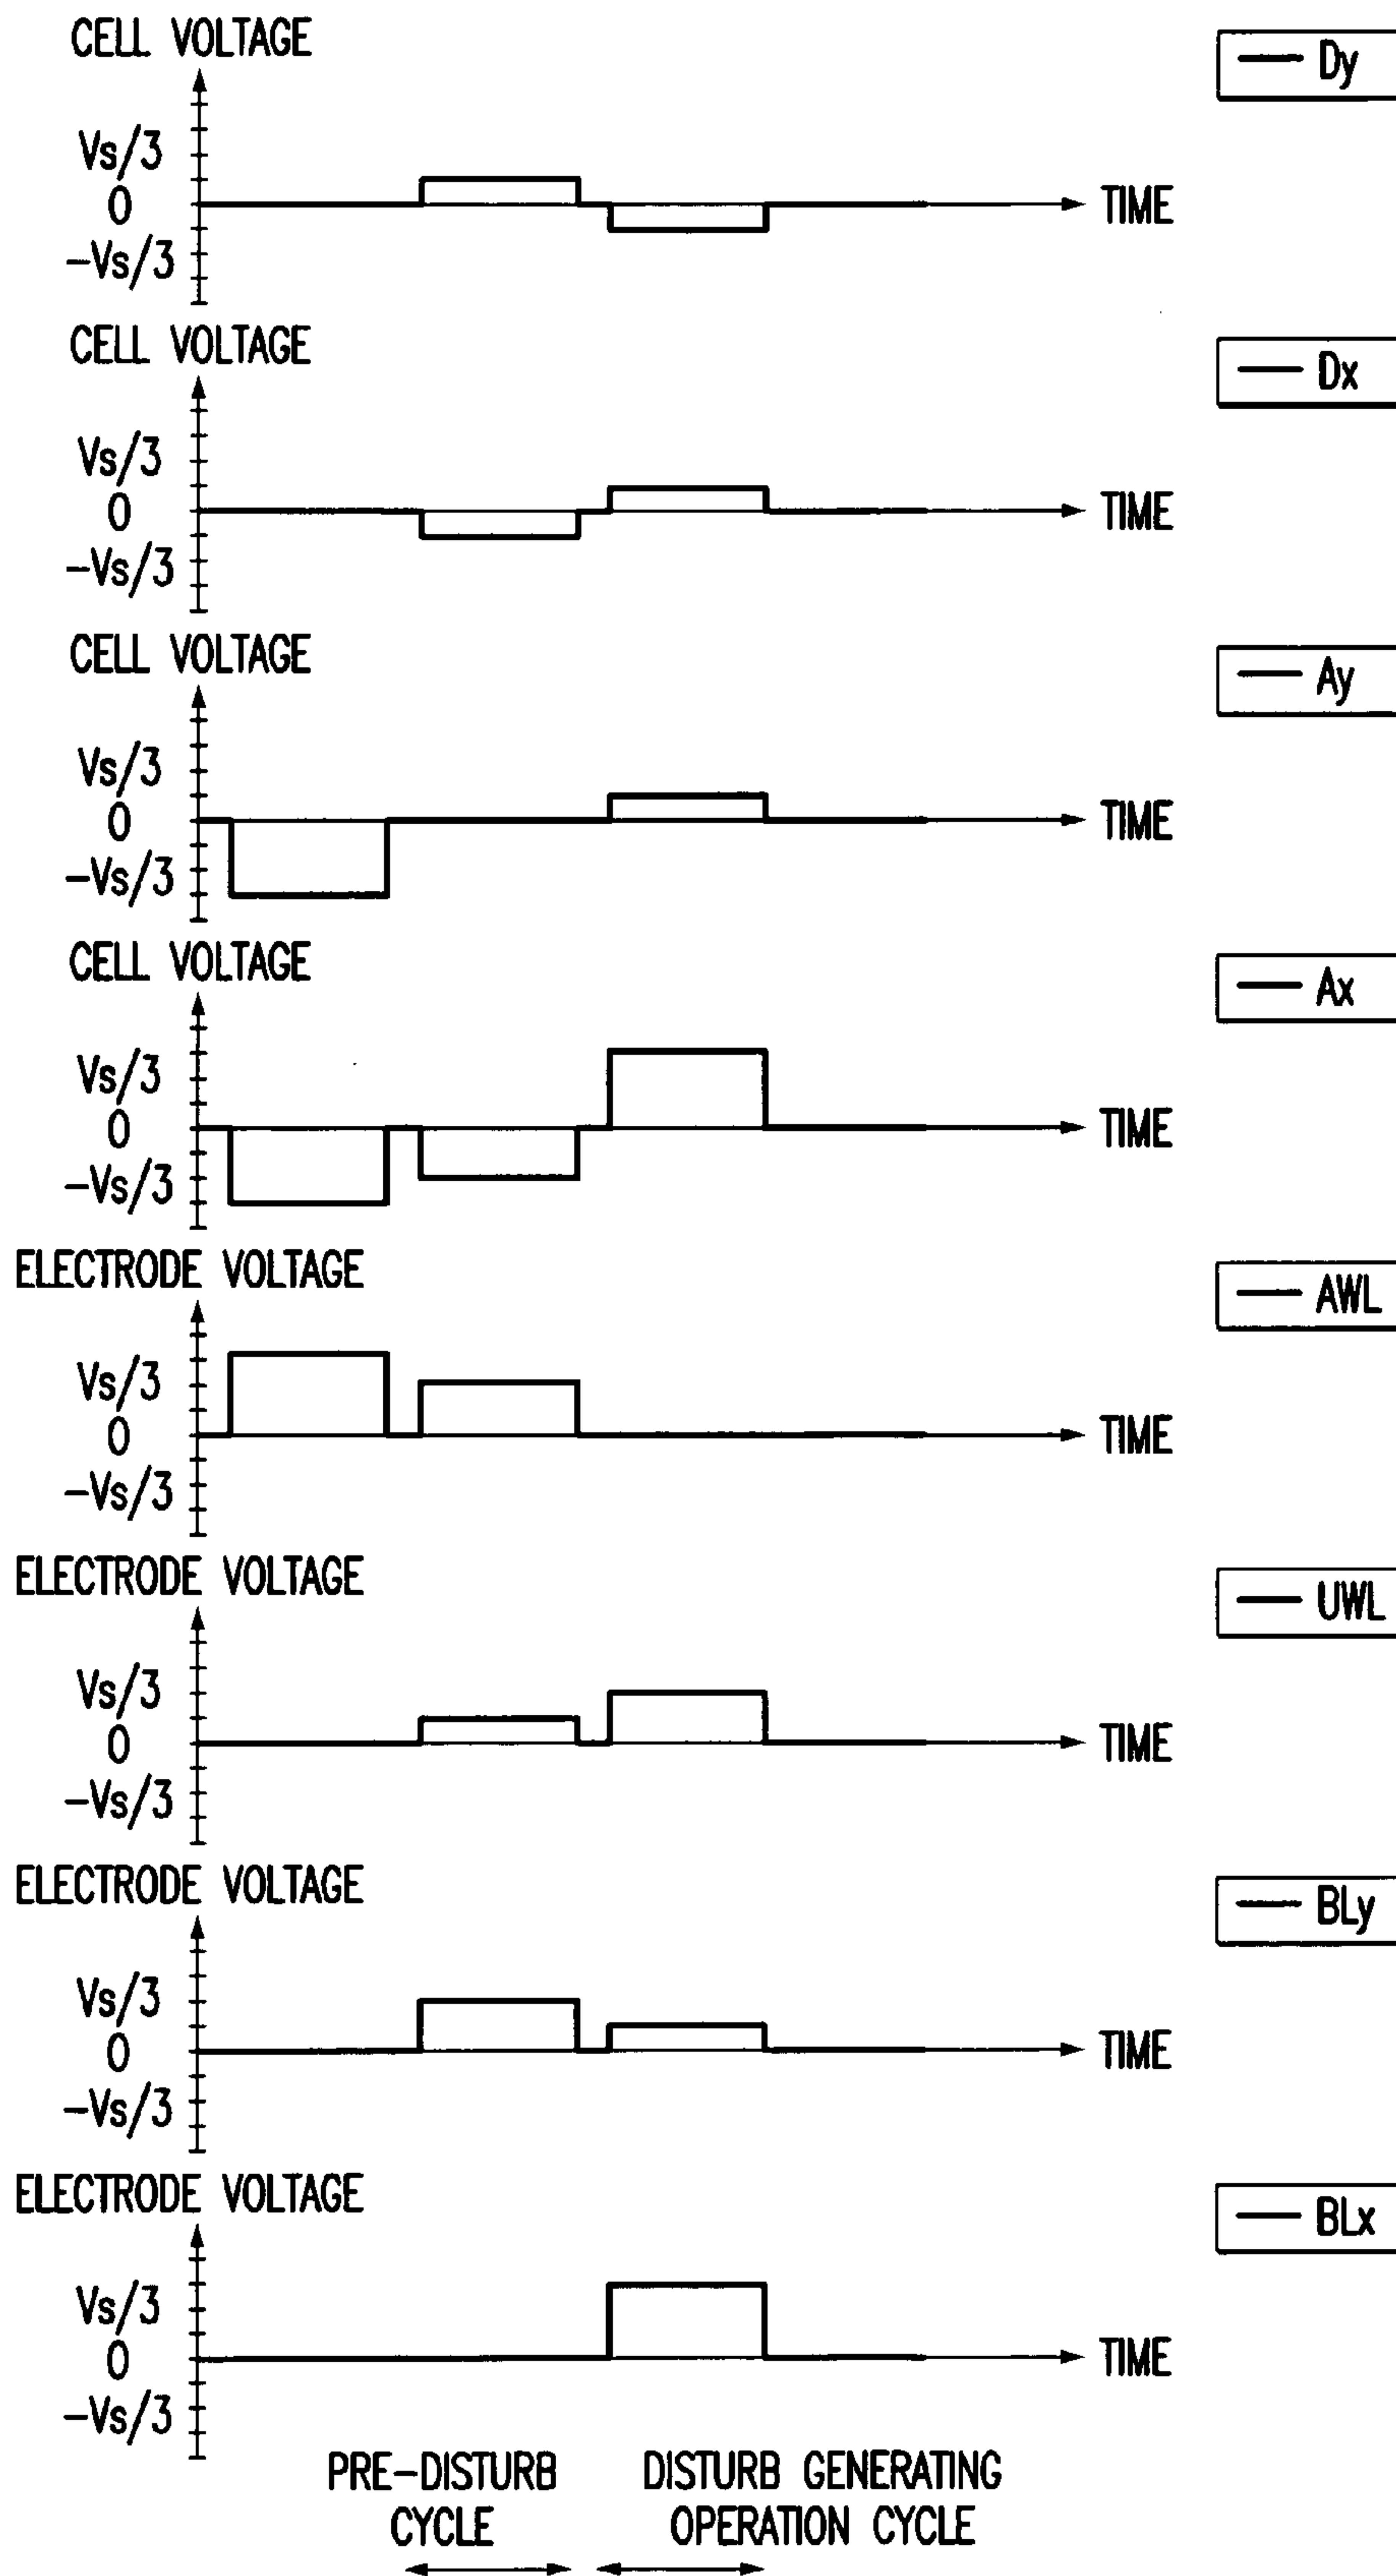 CELL VOLTAGE
Dy
Vs/3
0
TIME
-Vs/3
CELL VOLTAGE
Dx
Vs/3
0
TIME
-Vs/3
CELL VOLTAGE
Ay
Vs/3
0
TIME
-Vs/3
CELL VOLTAGE
Ax
Vs/3
0
TIME
-Vs/3
ELECTRODE VOLTAGE
AWL
Vs/3
0
TIME
-Vs/3
ELECTRODE VOLTAGE
UWL
Vs/3
0
TIME
-Vs/3
ELECTRODE VOLTAGE
BLy
Vs/3
0
TIME
-Vs/3
ELECTRODE VOLTAGE
BLx
Vs/3
0
TIME
-Vs/3
PRE-DISTURB
CYCLE
DISTURB GENERATING
OPERATION CYCLE